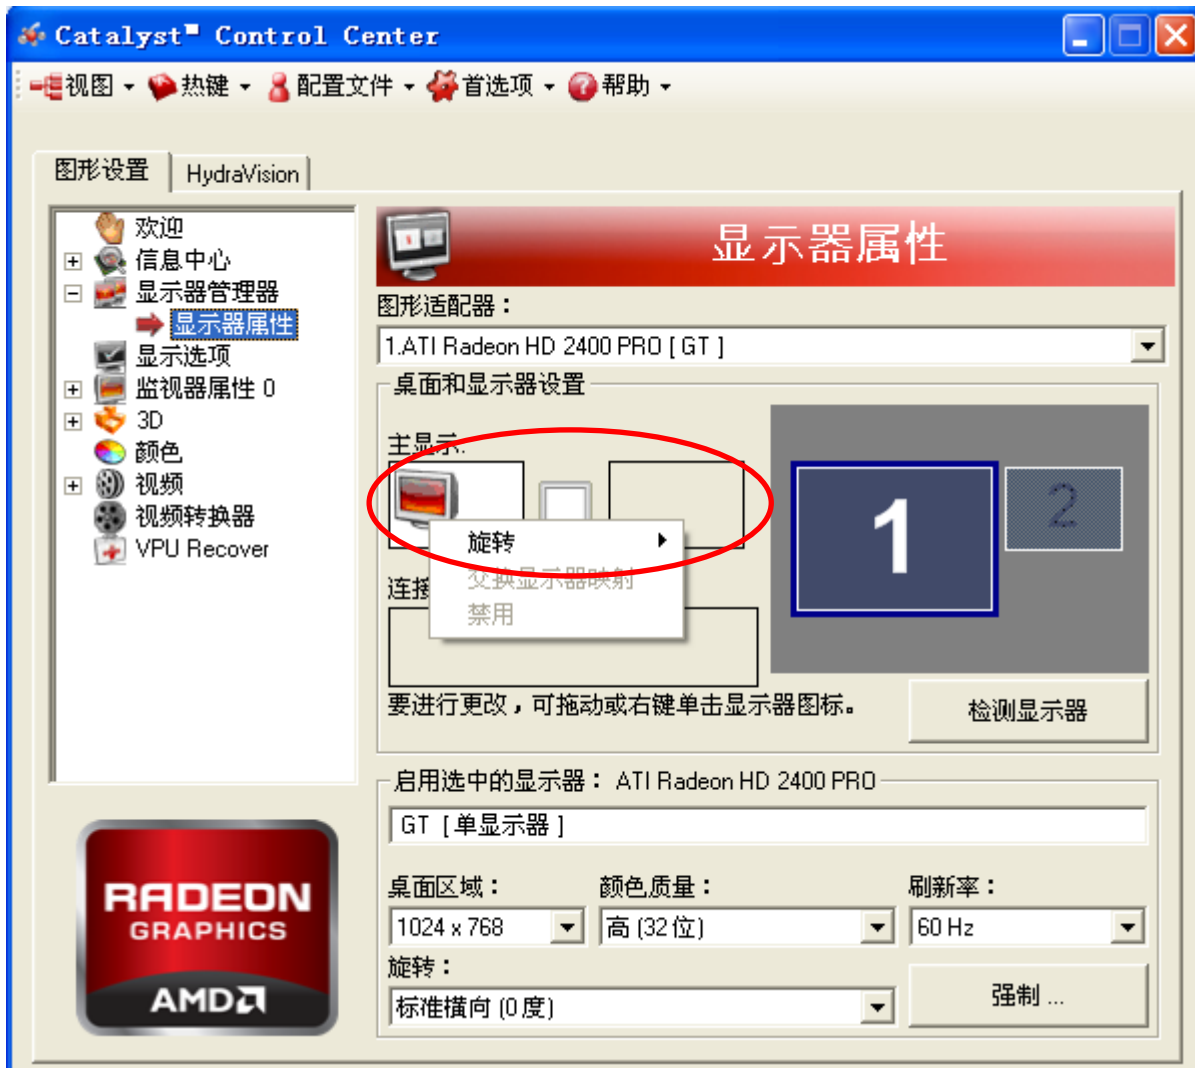 Catalyst™ Control Center
视图 热键 配置文件 首选项 帮助
图形设置 HydraVision
欢迎
信息中心
显示器管理器
显示器属性
显示选项
监视器属性 0
3D
颜色
视频
视频转换器
VPU Recover
RADEON
GRAPHICS
AMD
显示器属性
图形适配器：
1.ATI Radeon HD 2400 PRO [ GT ]
桌面和显示器设置
主显示:
旋转
交换显示器映射
禁用
连接
1
2
要进行更改，可拖动或右键单击显示器图标。
检测显示器
启用选中的显示器： ATI Radeon HD 2400 PRO
GT [ 单显示器 ]
桌面区域： 颜色质量： 刷新率：
1024 x 768 高 (32 位) 60 Hz
旋转：
标准横向 (0 度)
强制 ...